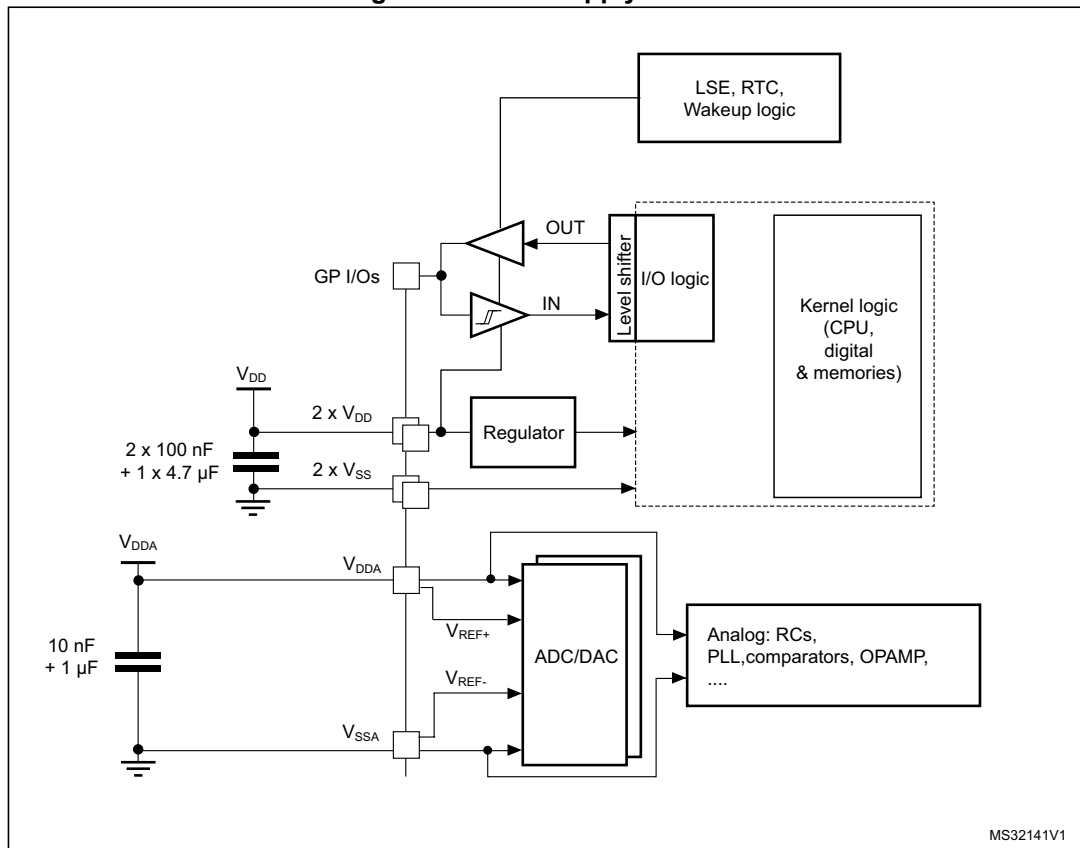 LSE, RTC,
Wakeup logic
OUT
Level shifter
I/O logic
GP I/Os
IN
Kernel logic
(CPU,
digital
& memories)
VDD
2 x VDD
Regulator
2 x 100 nF
+ 1 x 4.7 µF
2 x VSS
VDDA
VDDA
VREF+
10 nF
+ 1 µF
ADC/DAC
Analog: RCs,
PLL,comparators, OPAMP,
....
VREF-
VSSA
MS32141V1